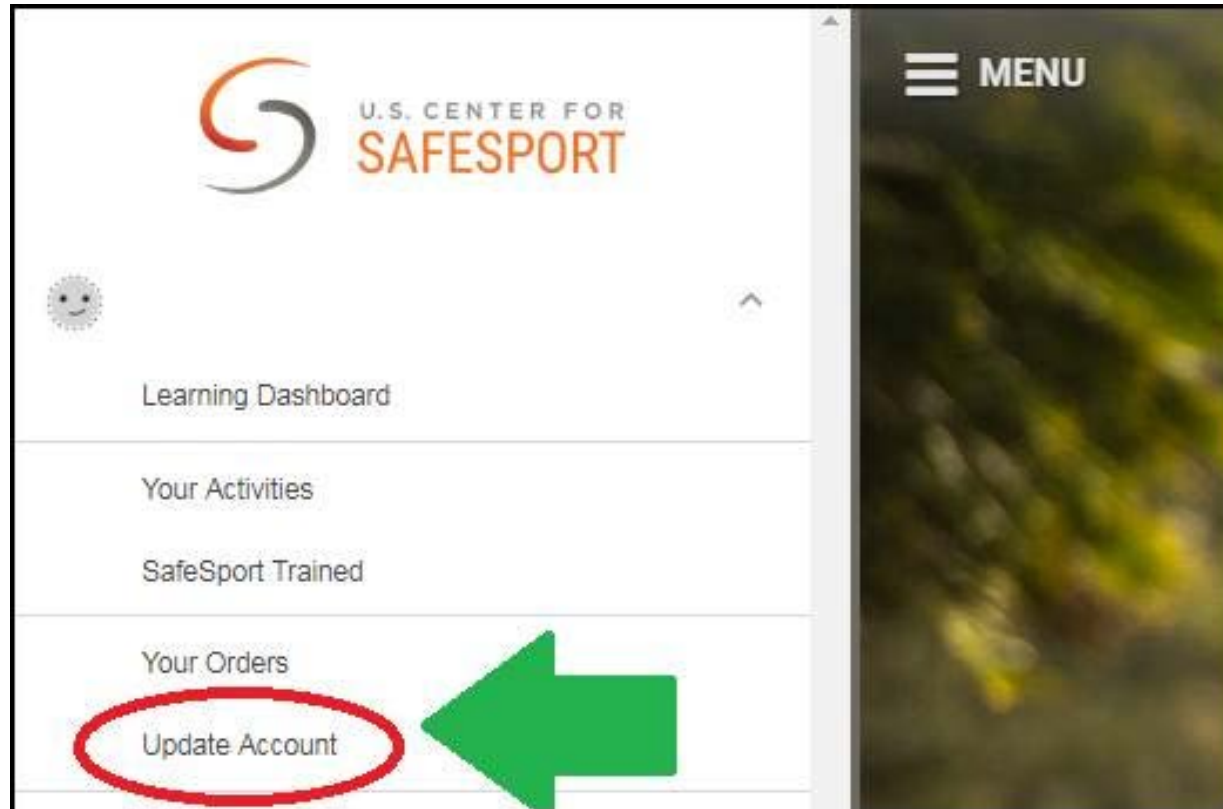 U.S. CENTER FOR
SAFESPORT
MENU
Learning Dashboard
Your Activities
SafeSport Trained
Your Orders
Update Account